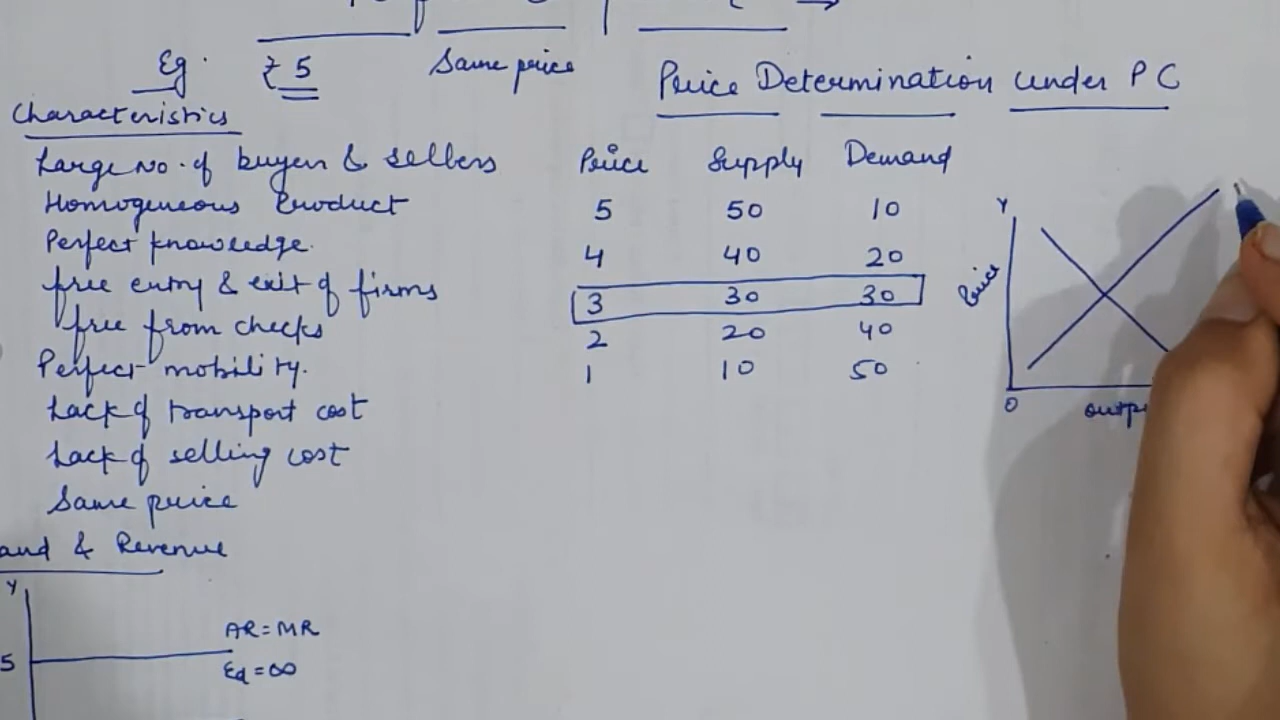 Eg. ₹ 5 Same price
Characteristics
Large No. of buyers & sellers
Homogeneous Product
Perfect knowledge.
free entry & exit of firms
free from checks
Perfect mobility.
Lack of transport cost
Lack of selling cost
Same price
and & Revenue
Y
5
AR = MR
Ed = ∞
Price Determination under PC
Price Supply Demand
5 50 10
4 40 20
3 30 30
2 20 40
1 10 50
Y
Price
0
outp